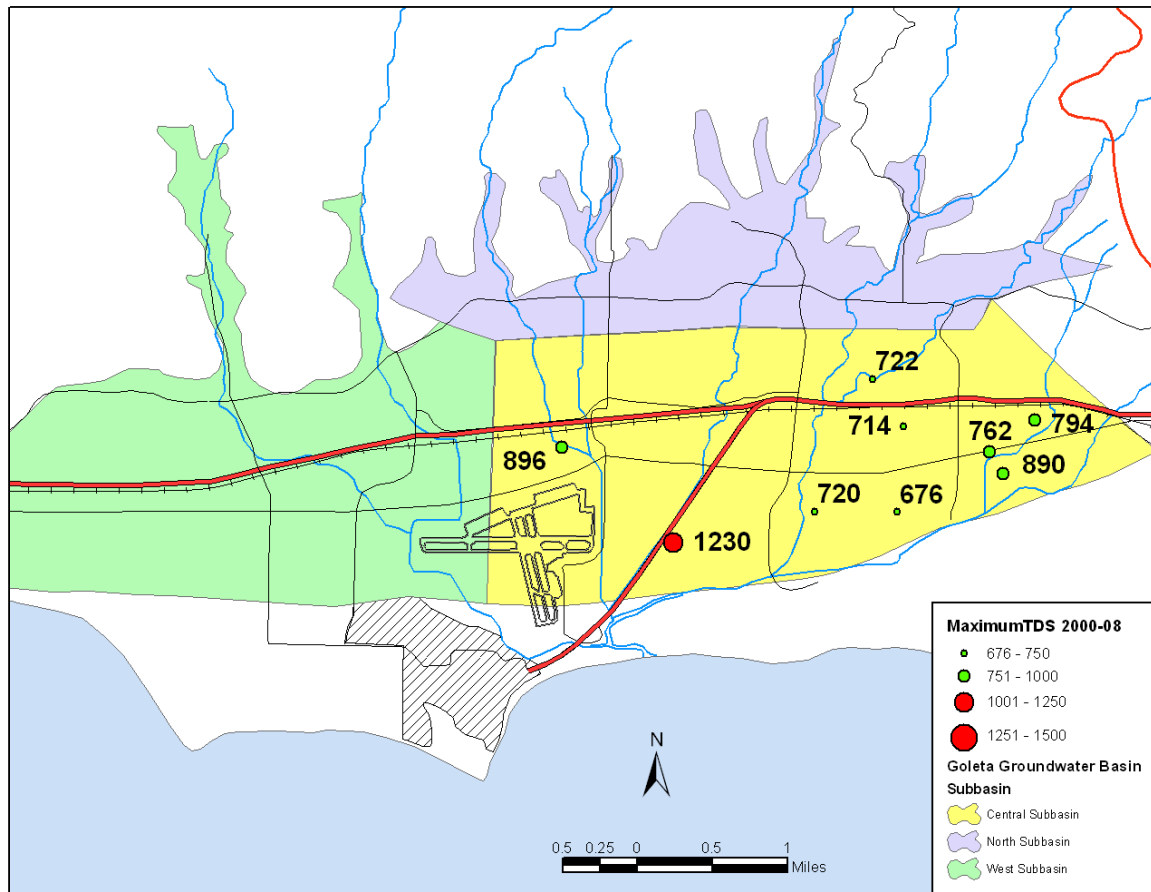 722
714
762
794
896
890
720
676
1230
MaximumTDS 2000-08
676 - 750
751 - 1000
1001 - 1250
1251 - 1500
Goleta Groundwater Basin
Subbasin
Central Subbasin
North Subbasin
West Subbasin
N
0.5 0.25 0 0.5 1
Miles